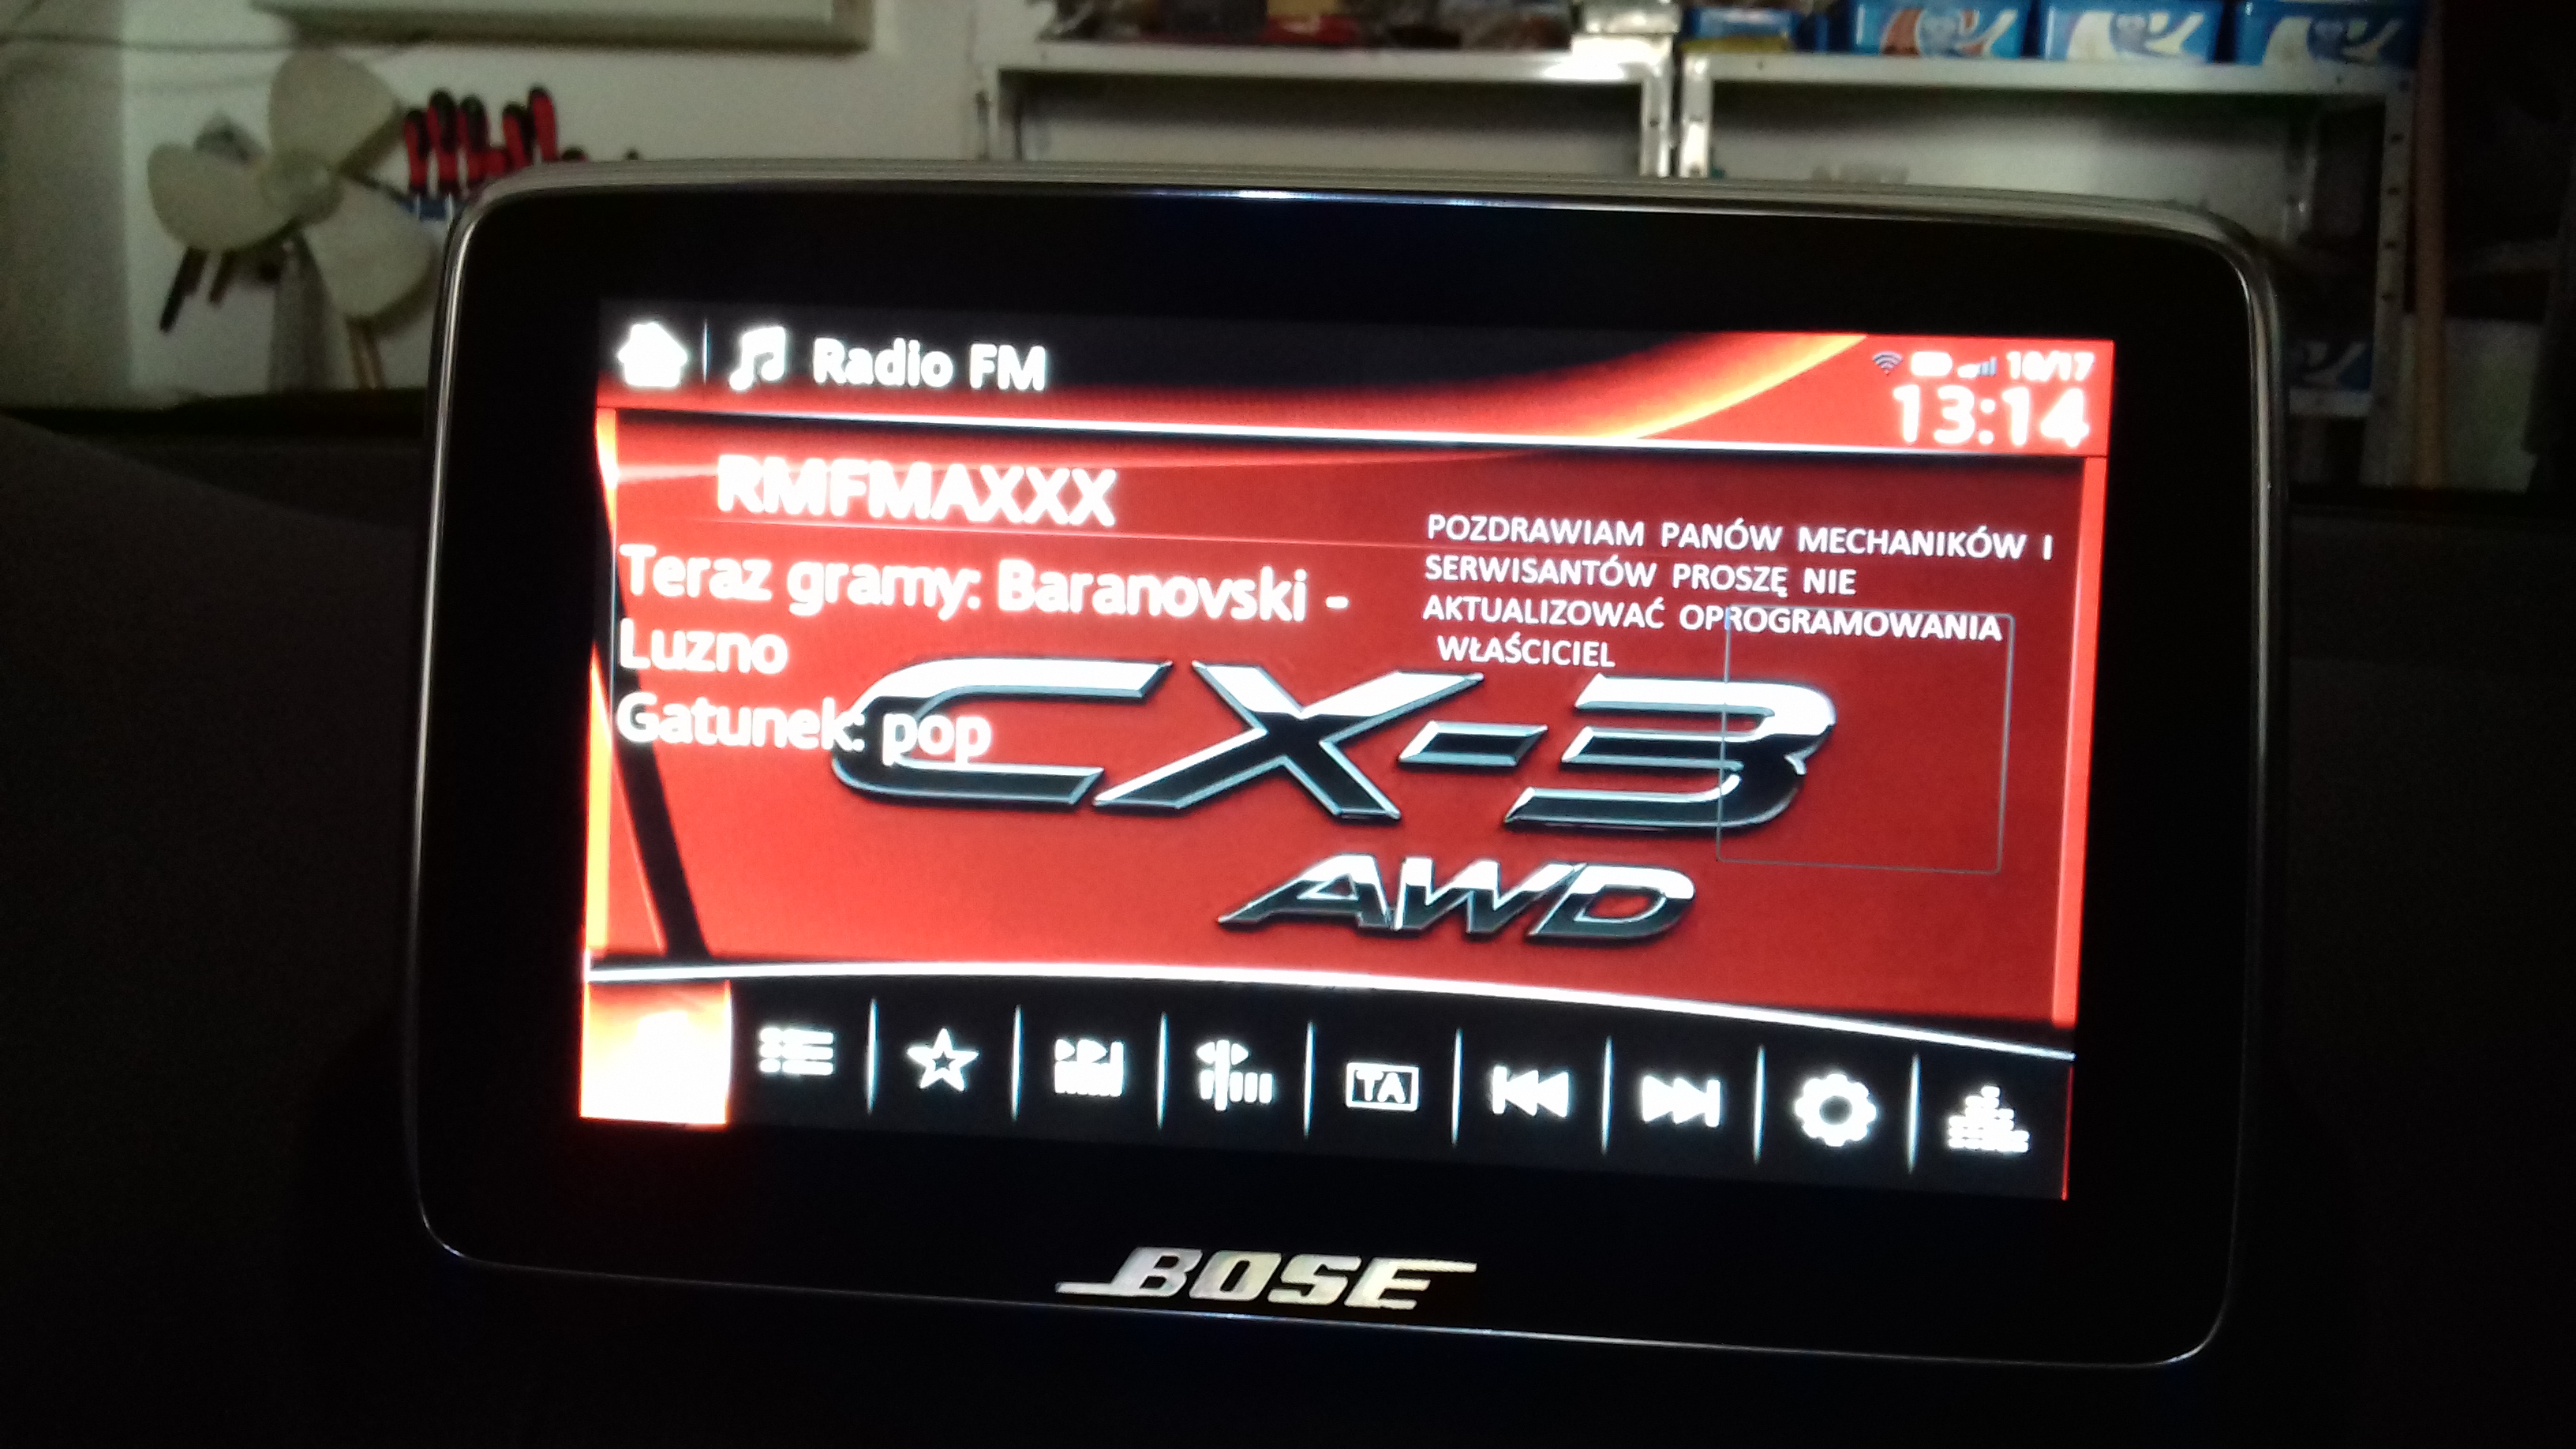 Radio FM
10/17
13:14
RMFMAXXX
POZDRAWIAM PANÓW MECHANIKÓW I
SERWISANTÓW PROSZĘ NIE
AKTUALIZOWAĆ OPROGRAMOWANIA
WŁAŚCICIEL
Teraz gramy: Baranovski -
Luzno
Gatunek: pop
CX-3
AWD
TA
BOSE